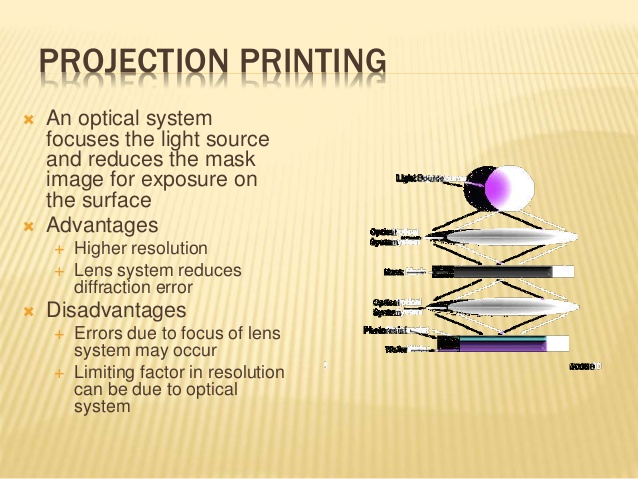 PROJECTION PRINTING
An optical system
focuses the light source
and reduces the mask
image for exposure on
the surface
Advantages
Higher resolution
Lens system reduces
diffraction error
Disadvantages
Errors due to focus of lens
system may occur
Limiting factor in resolution
can be due to optical
system
Light Source
Optical
System
Mask
Optical
System
Photoresist
Wafer